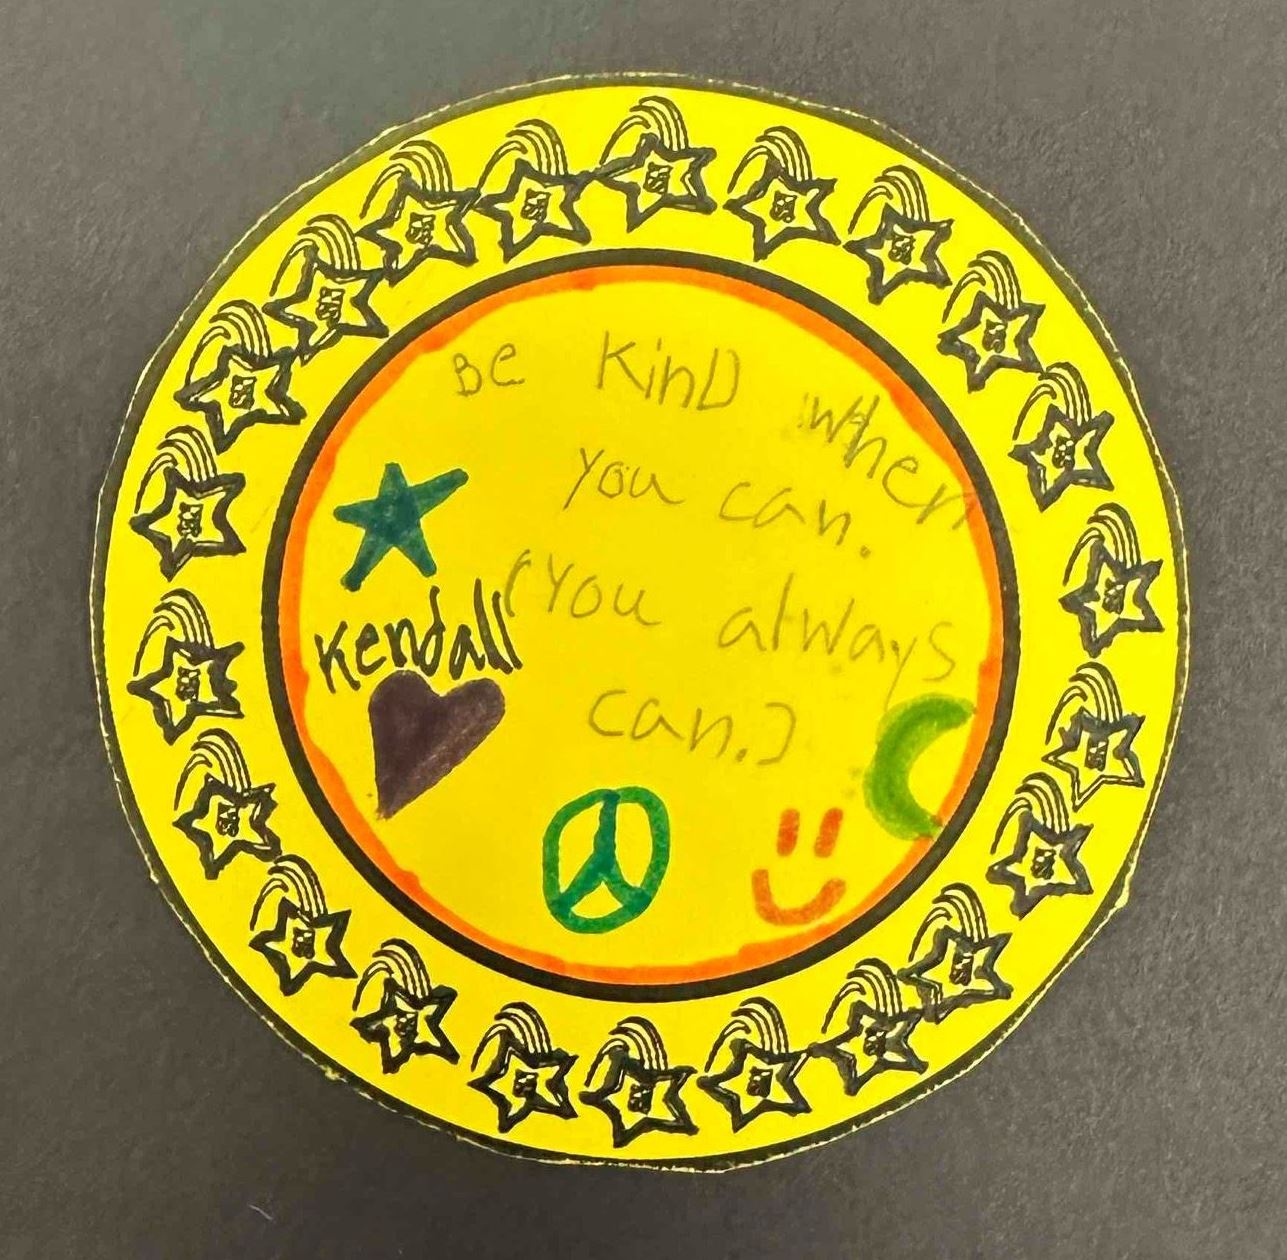 Be KinD When
you can.
(You always
can.)
Kendall